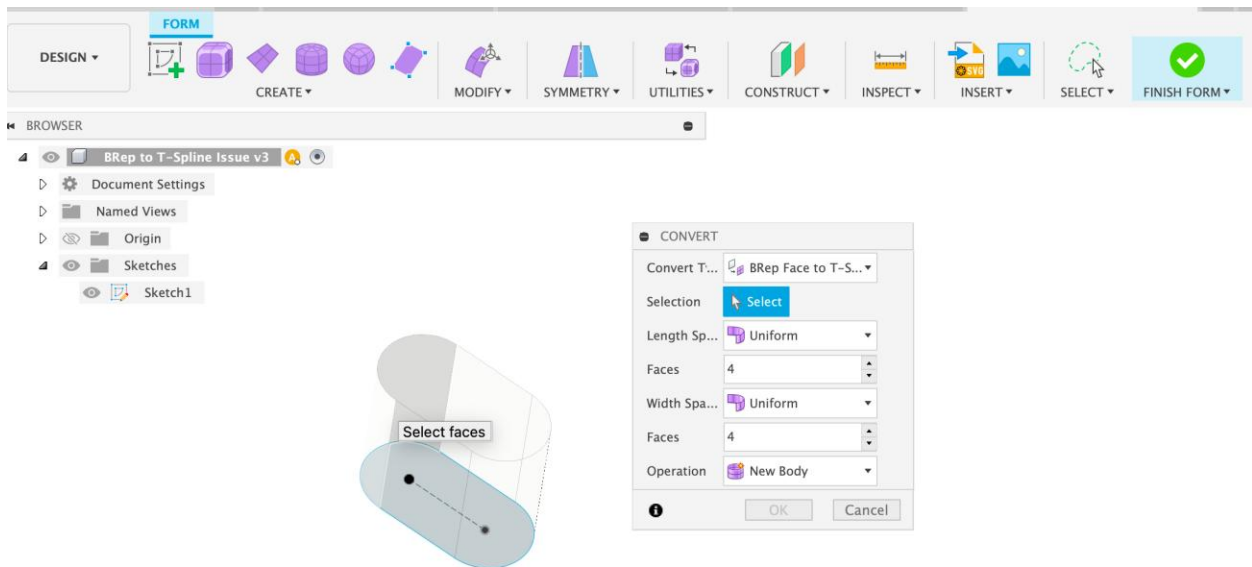 FORM
DESIGN ▾
CREATE ▾ MODIFY ▾ SYMMETRY ▾ UTILITIES ▾ CONSTRUCT ▾ INSPECT ▾ INSERT ▾ SELECT ▾ FINISH FORM ▾
SVG
BROWSER
BRep to T-Spline Issue v3 A
Document Settings
Named Views
Origin
Sketches
Sketch1
CONVERT
Convert T... BRep Face to T-S...
Selection Select
Length Sp... Uniform
Faces 4
Width Spa... Uniform
Faces 4
Operation New Body
OK Cancel
Select faces